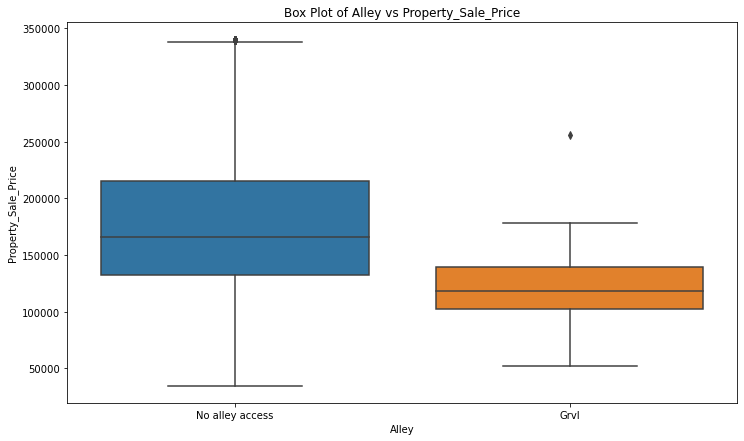 Box Plot of Alley vs Property_Sale_Price
350000
300000
250000
200000
150000
100000
50000
Property_Sale_Price
No alley access
Grvl
Alley